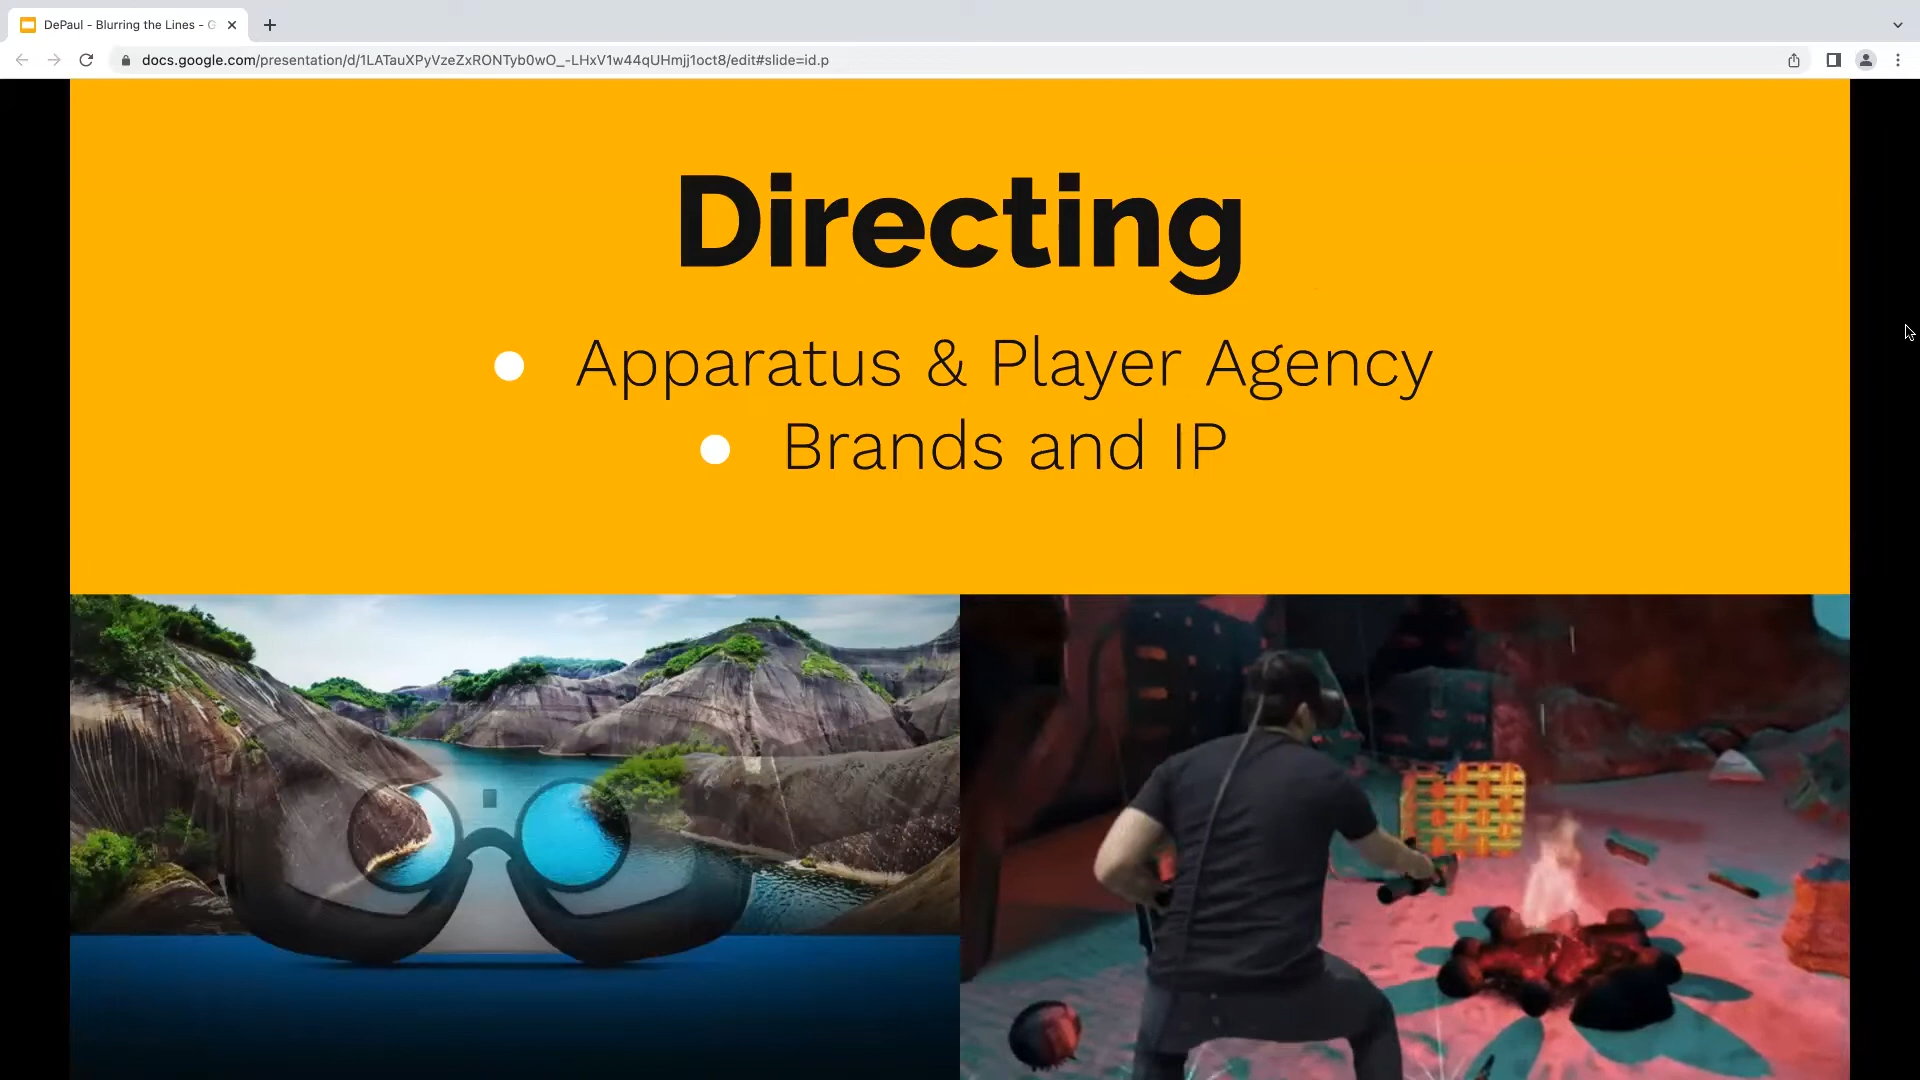 DePaul - Blurring the Lines - G
docs.google.com/presentation/d/1LATauXPyVzeZxRONTyb0wO_-LHxV1w44qUHmjj1oct8/edit#slide=id.p
Directing
Apparatus & Player Agency
Brands and IP